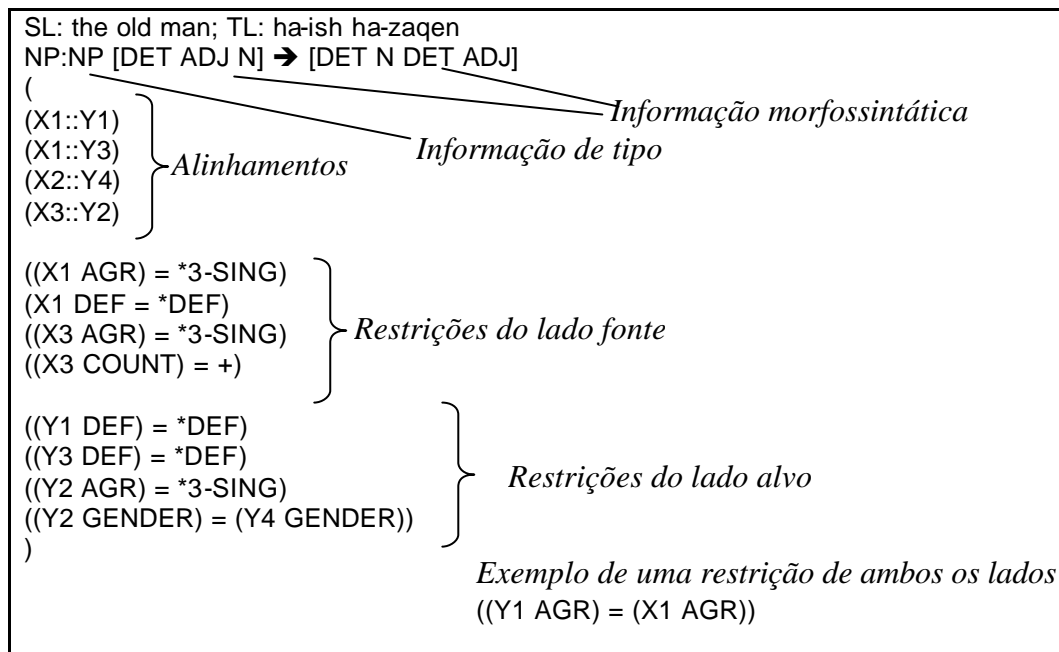 SL: the old man; TL: ha-ish ha-zaqen
NP:NP [DET ADJ N] ➔ [DET N DET ADJ]
(
Informação morfossintática
(X1::Y1)
Informação de tipo
(X1::Y3)
Alinhamentos
(X2::Y4)
(X3::Y2)
((X1 AGR) = *3-SING)
(X1 DEF = *DEF)
Restrições do lado fonte
((X3 AGR) = *3-SING)
((X3 COUNT) = +)
((Y1 DEF) = *DEF)
((Y3 DEF) = *DEF)
Restrições do lado alvo
((Y2 AGR) = *3-SING)
((Y2 GENDER) = (Y4 GENDER))
)
Exemplo de uma restrição de ambos os lados
((Y1 AGR) = (X1 AGR))